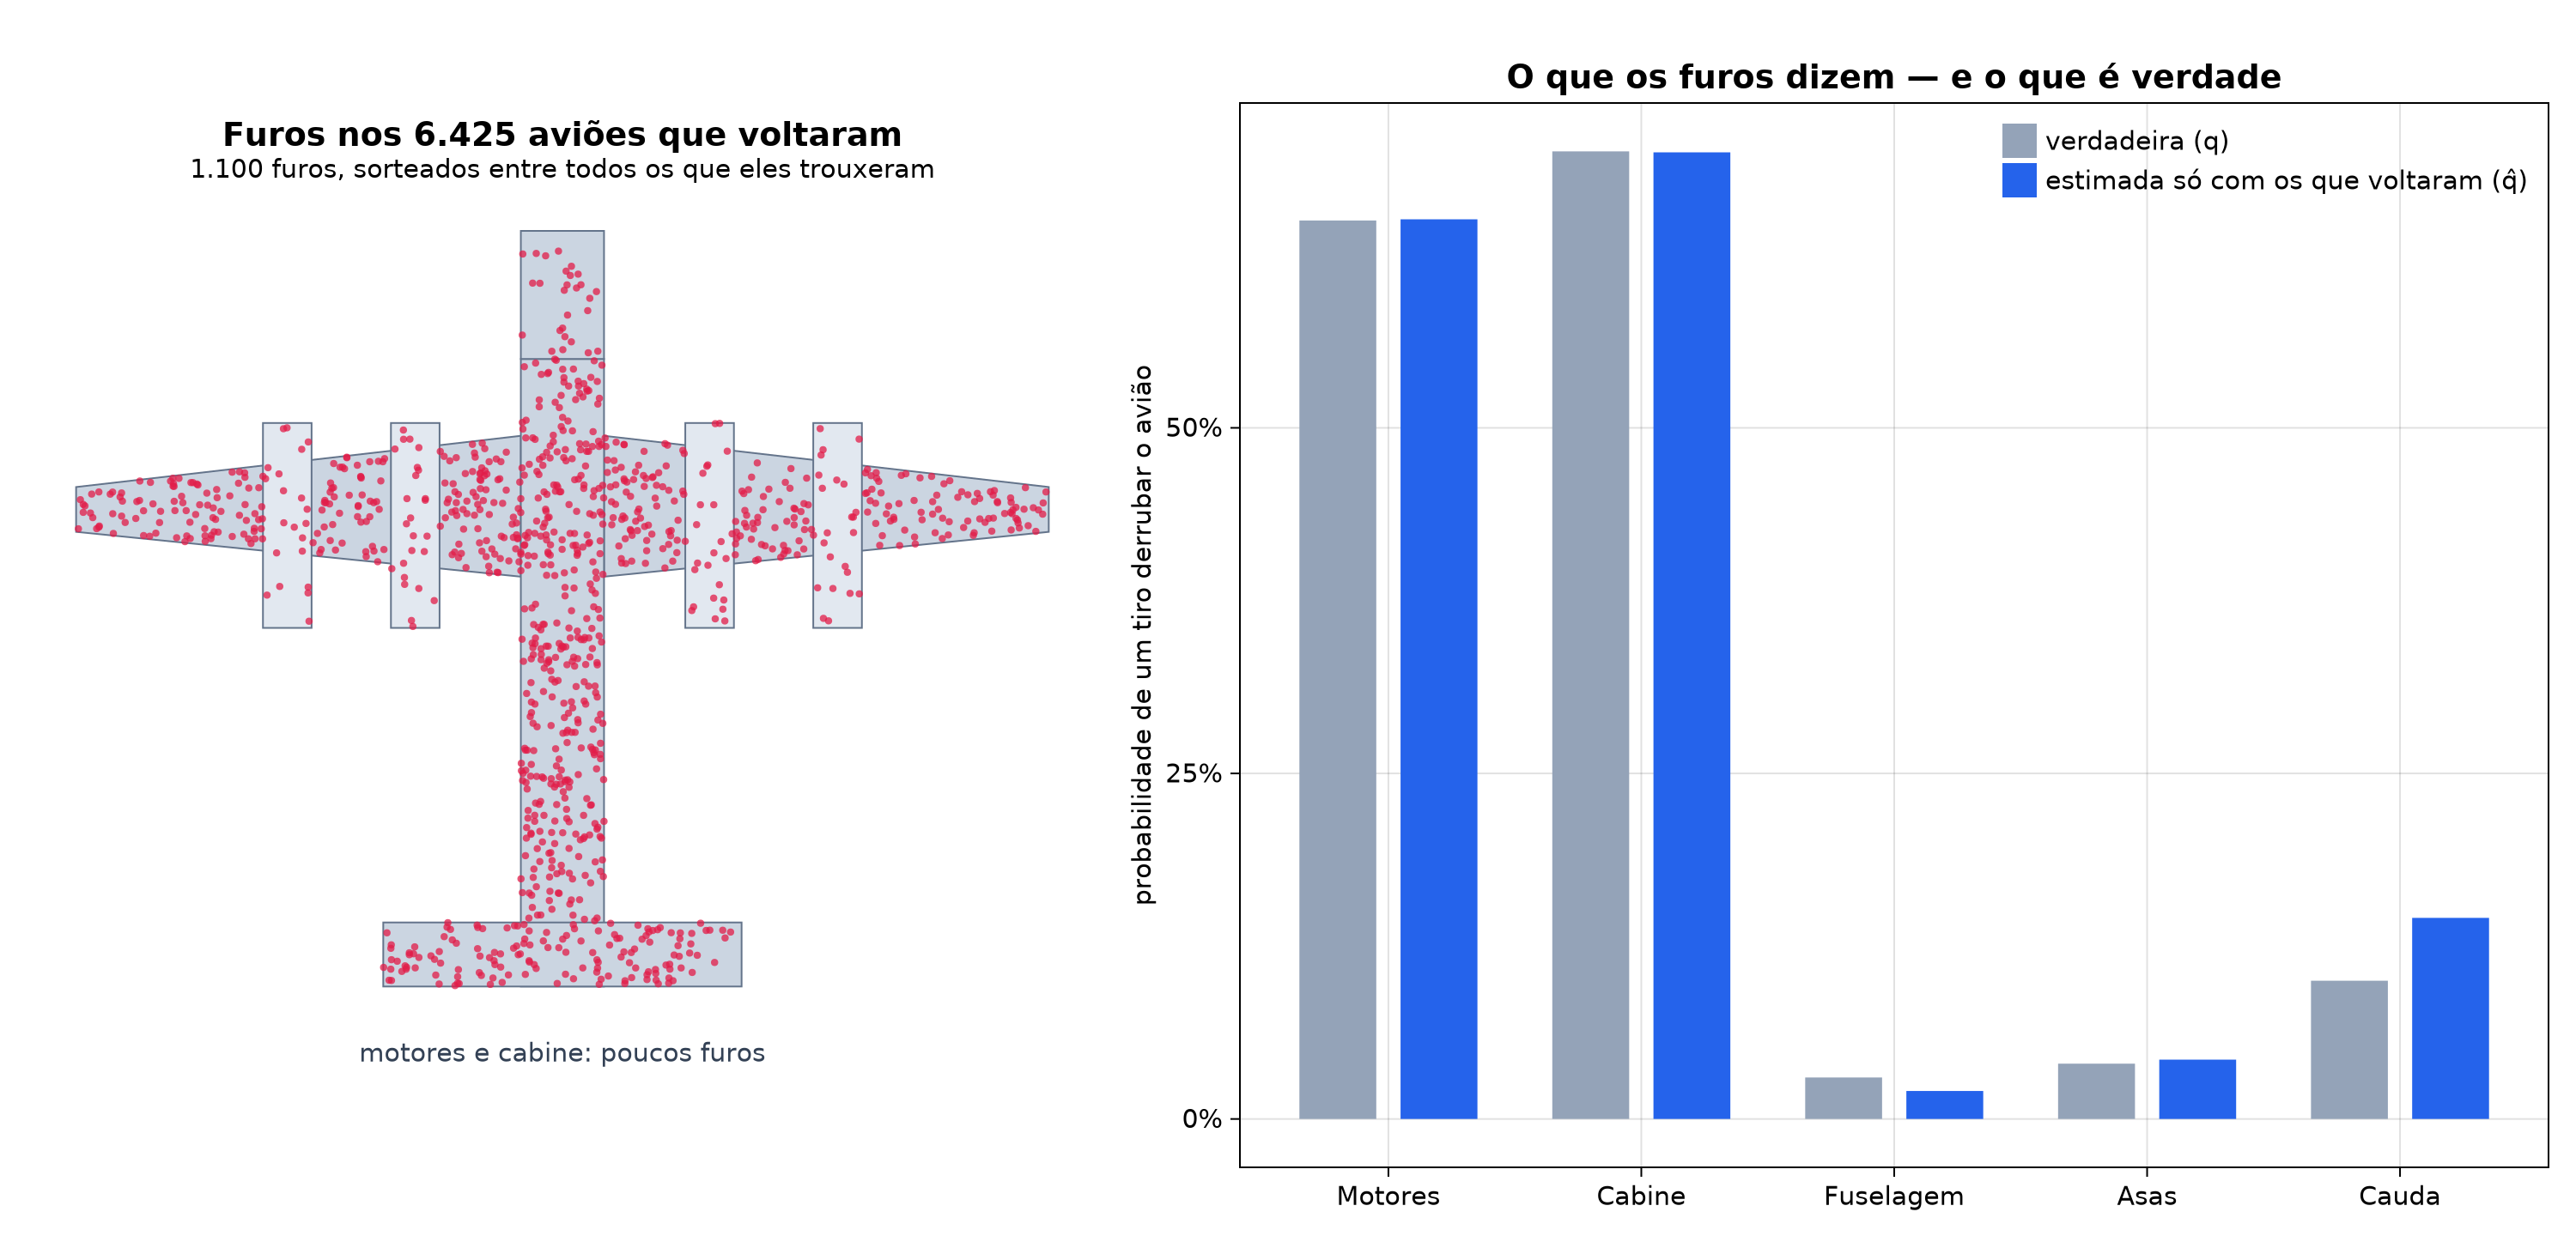 Furos nos 6.425 aviões que voltaram
1.100 furos, sorteados entre todos os que eles trouxeram
motores e cabine: poucos furos
O que os furos dizem — e o que é verdade
verdadeira (q)
estimada só com os que voltaram (q̂)
probabilidade de um tiro derrubar o avião
50%
25%
0%
Motores
Cabine
Fuselagem
Asas
Cauda